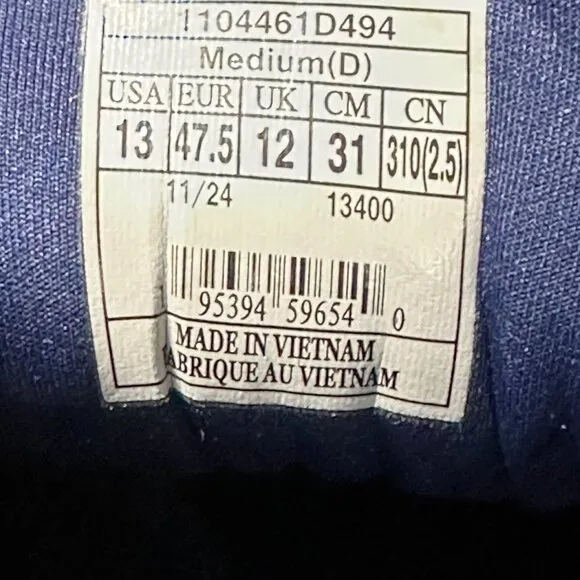 1104461D494
Medium(D)
USA EUR UK CM CN
13 47.5 12 31 310(2.5)
11/24 13400
95394 59654 0
MADE IN VIETNAM
FABRIQUE AU VIETNAM